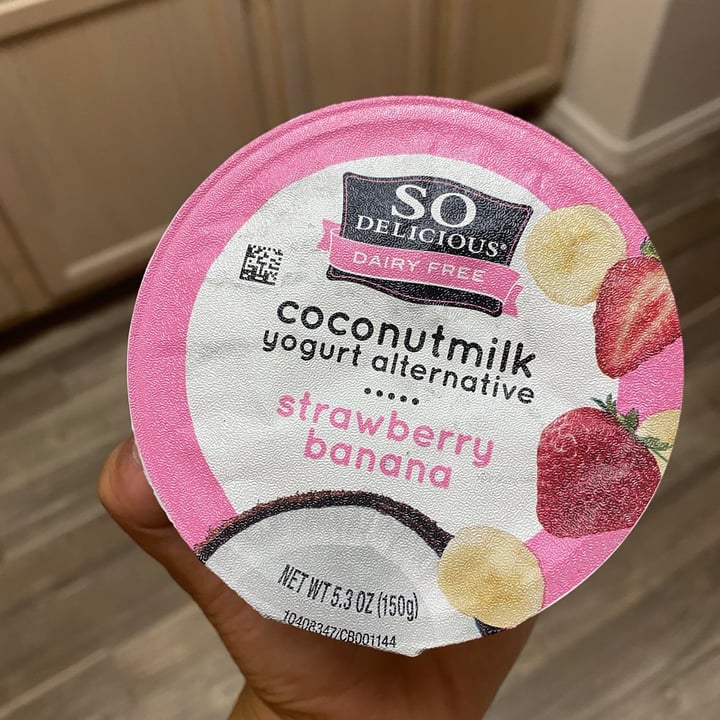 SO
DELICIOUS®
DAIRY FREE
coconutmilk
yogurt alternative
strawberry
banana
NET WT 5.3 OZ (150g)
10408347/CB001144